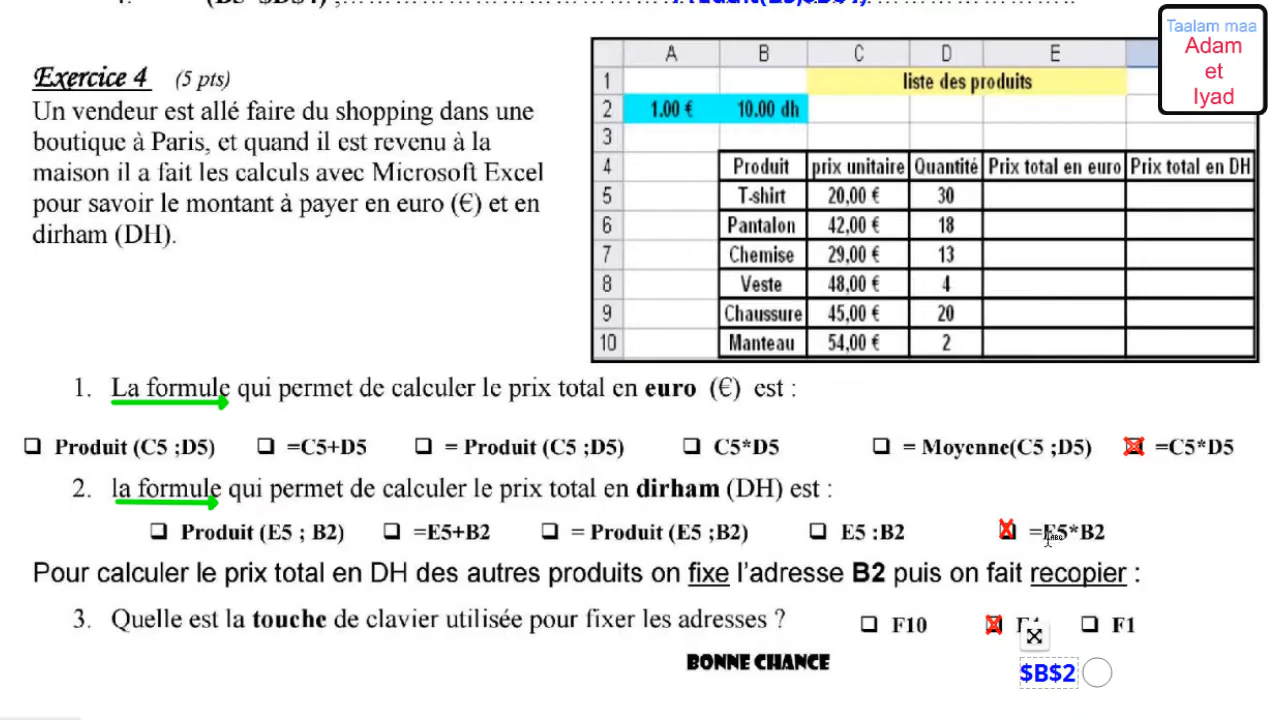 Taalam maa
Adam
et
Iyad
Exercice 4 (5 pts)
Un vendeur est allé faire du shopping dans une
boutique à Paris, et quand il est revenu à la
maison il a fait les calculs avec Microsoft Excel
pour savoir le montant à payer en euro (€) et en
dirham (DH).
A B C D E
1 liste des produits
2 1.00 € 10.00 dh
3
4 Produit prix unitaire Quantité Prix total en euro Prix total en DH
5 T-shirt 20,00 € 30
6 Pantalon 42,00 € 18
7 Chemise 29,00 € 13
8 Veste 48,00 € 4
9 Chaussure 45,00 € 20
10 Manteau 54,00 € 2
1. La formule qui permet de calculer le prix total en euro (€) est :
Produit (C5 ;D5) =C5+D5 = Produit (C5 ;D5) C5*D5 = Moyenne(C5 ;D5) =C5*D5
2. la formule qui permet de calculer le prix total en dirham (DH) est :
Produit (E5 ; B2) =E5+B2 = Produit (E5 ;B2) E5 :B2 =E5*B2
Pour calculer le prix total en DH des autres produits on fixe l'adresse B2 puis on fait recopier :
3. Quelle est la touche de clavier utilisée pour fixer les adresses ? F10 F1
BONNE CHANCE
$B$2